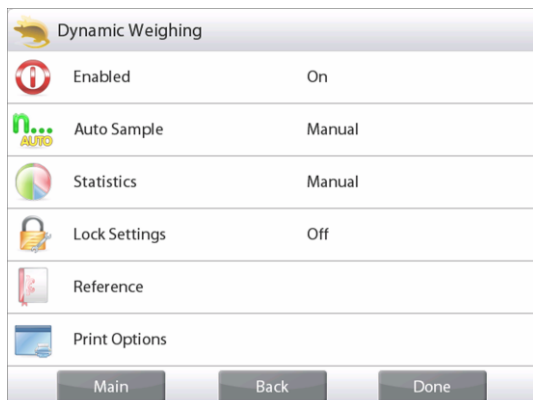 Dynamic Weighing
Enabled On
n... AUTO
Auto Sample Manual
Statistics Manual
Lock Settings Off
Reference
Print Options
Main Back Done